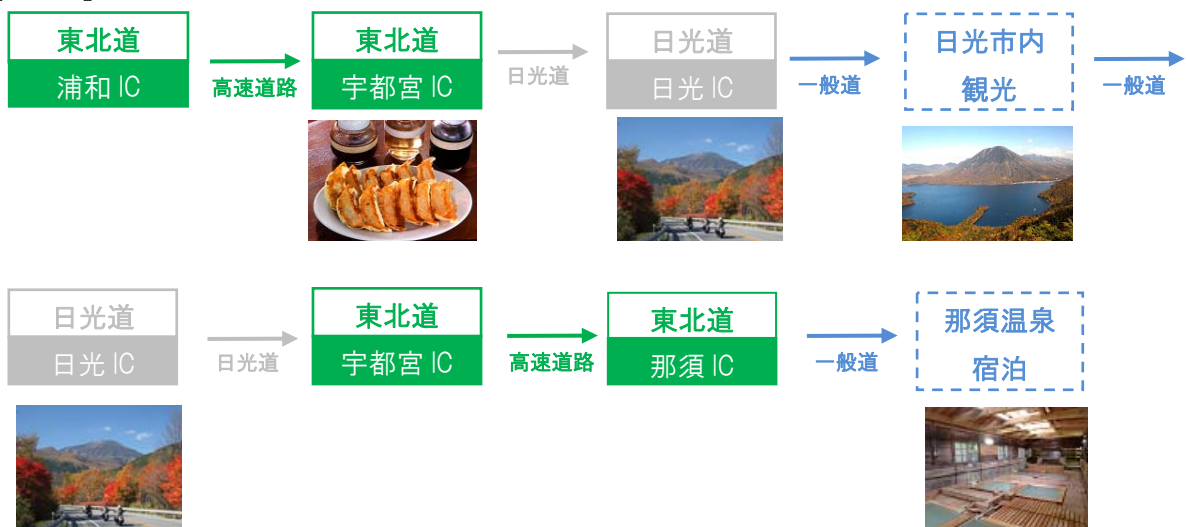 東北道
浦和 IC
高速道路
東北道
宇都宮 IC
日光道
日光道
日光 IC
一般道
日光市内
観光
一般道
日光道
日光 IC
日光道
東北道
宇都宮 IC
高速道路
東北道
那須 IC
一般道
那須温泉
宿泊